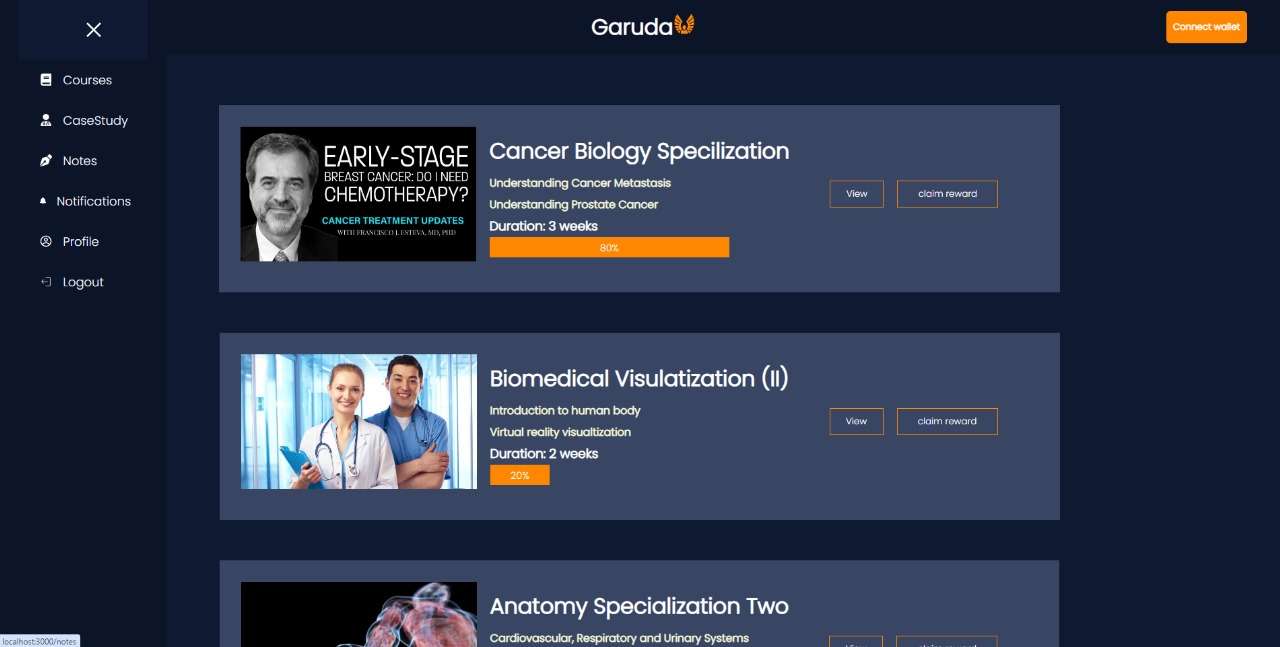 Garuda
Connect wallet
Courses
CaseStudy
Notes
Notifications
Profile
Logout
EARLY-STAGE
BREAST CANCER: DO I NEED
CHEMOTHERAPY?
CANCER TREATMENT UPDATES
WITH FRANCISCO J. ESTEVA, MD, PHD
Cancer Biology Specilization
Understanding Cancer Metastasis
Understanding Prostate Cancer
Duration: 3 weeks
80%
View
claim reward
Biomedical Visulatization (II)
Introduction to human body
Virtual reality visualtization
Duration: 2 weeks
20%
View
claim reward
Anatomy Specialization Two
Cardiovascular, Respiratory and Urinary Systems
View
claim reward
localhost:3000/notes